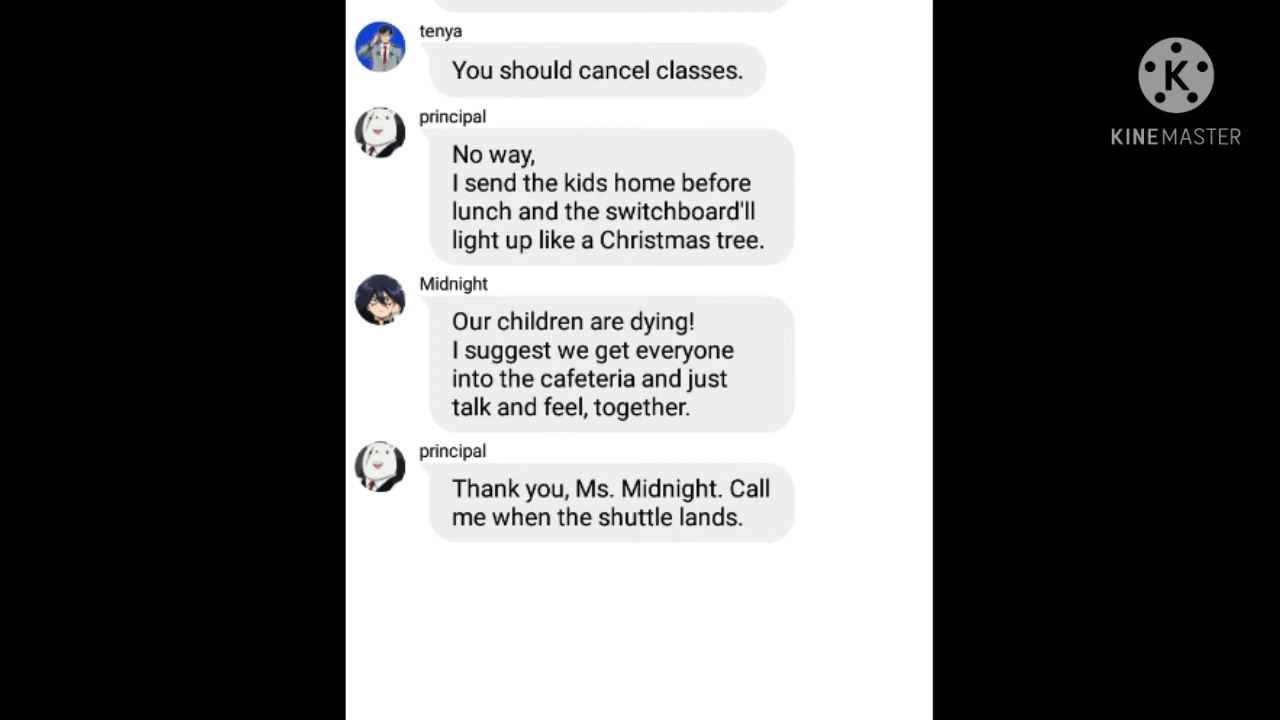 tenya
You should cancel classes.
principal
No way,
I send the kids home before
lunch and the switchboard'll
light up like a Christmas tree.
Midnight
Our children are dying!
I suggest we get everyone
into the cafeteria and just
talk and feel, together.
principal
Thank you, Ms. Midnight. Call
me when the shuttle lands.
K
KINEMASTER